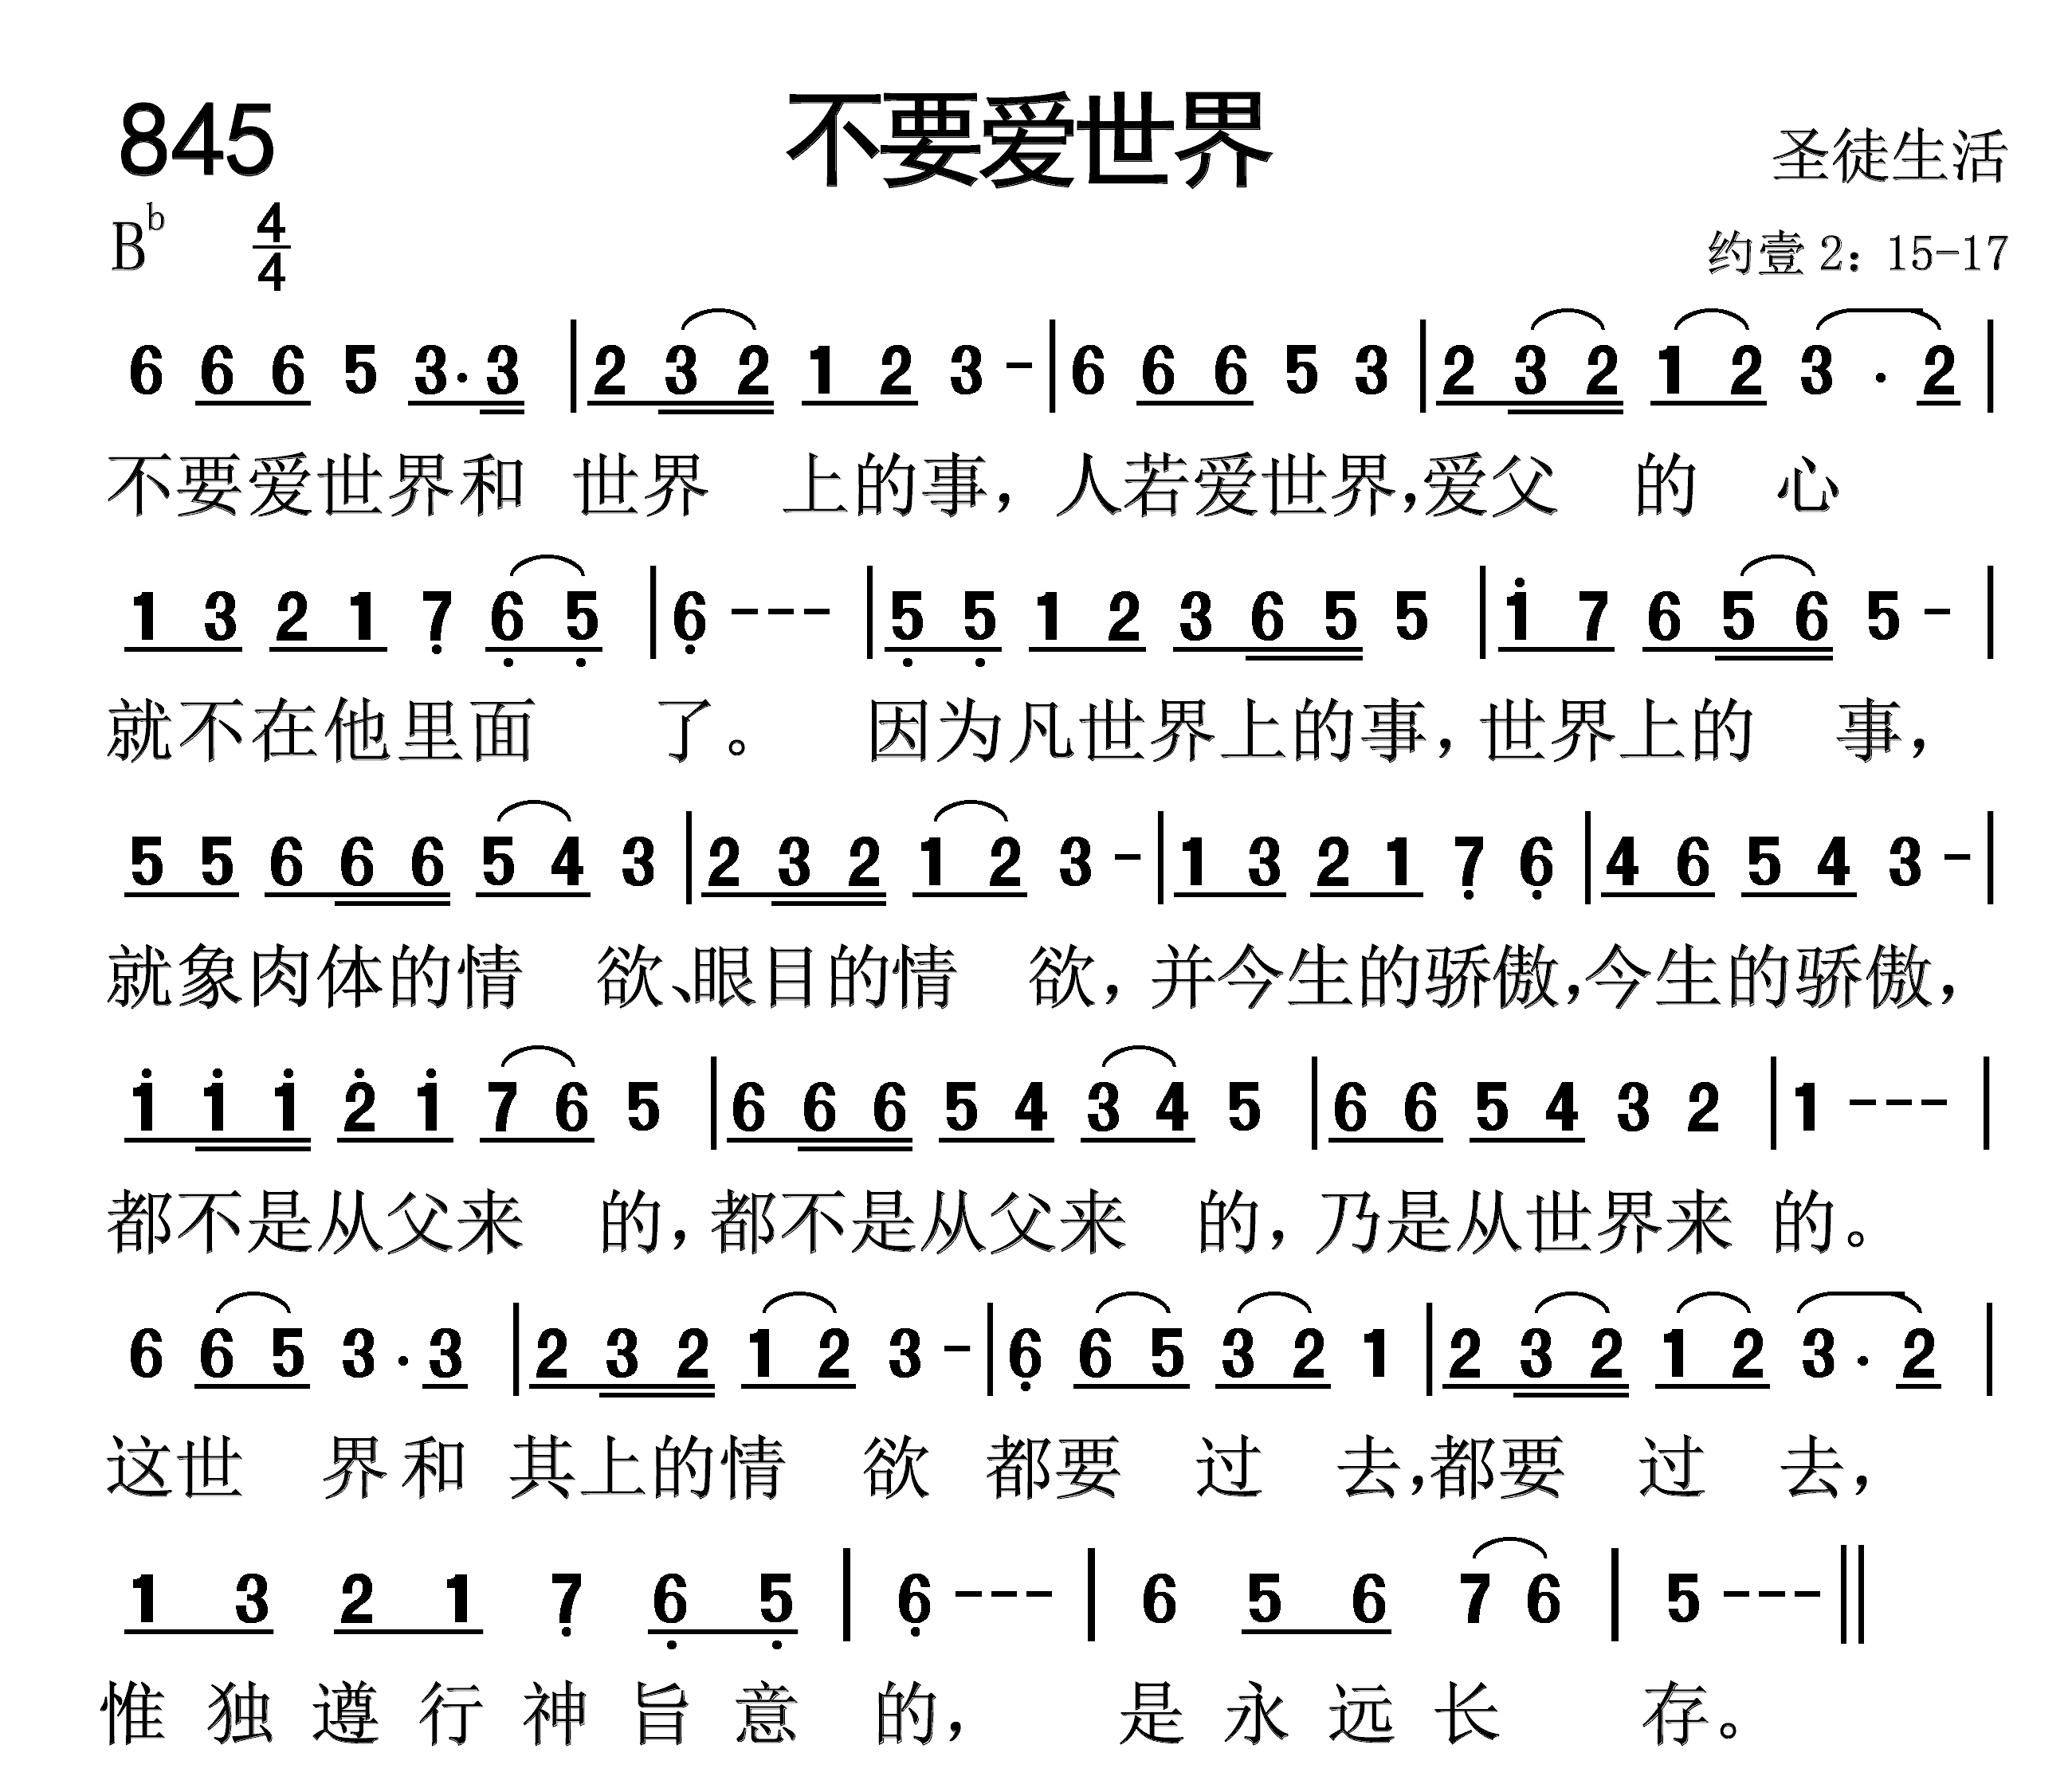 845 不要爱世界 圣徒生活
B♭ 4/4 约壹 2：15-17
6 6 6 5 3·3 | 2 3 2 1 2 3 - | 6 6 6 5 3 | 2 3 2 1 2 3 · 2 |
不要爱世界和 世界 上的事，人若爱世界，爱父 的 心
1 3 2 1 7̣ 6̣ 5̣ | 6̣ - - - | 5̣ 5̣ 1 2 3 6 5 5 | 1̇ 7 6 5 6 5 - |
就不在他里面 了。 因为凡世界上的事，世界上的 事，
5 5 6 6 6 5 4 3 | 2 3 2 1 2 3 - | 1 3 2 1 7̣ 6̣ | 4 6 5 4 3 - |
就象肉体的情 欲、眼目的情 欲，并今生的骄傲，今生的骄傲，
1̇ 1̇ 1̇ 2̇ 1̇ 7 6 5 | 6 6 6 5 4 3 4 5 | 6 6 5 4 3 2 | 1 - - - |
都不是从父来 的，都不是从父来 的，乃是从世界来 的。
6 6 5 3 · 3 | 2 3 2 1 2 3 - | 6̣ 6 5 3 2 1 | 2 3 2 1 2 3 · 2 |
这世 界和 其上的情 欲 都要 过 去，都要 过 去，
1 3 2 1 7̣ 6̣ 5̣ | 6̣ - - - | 6 5 6 7 6 | 5 - - - ||
惟 独 遵 行 神 旨 意 的， 是 永 远 长 存。